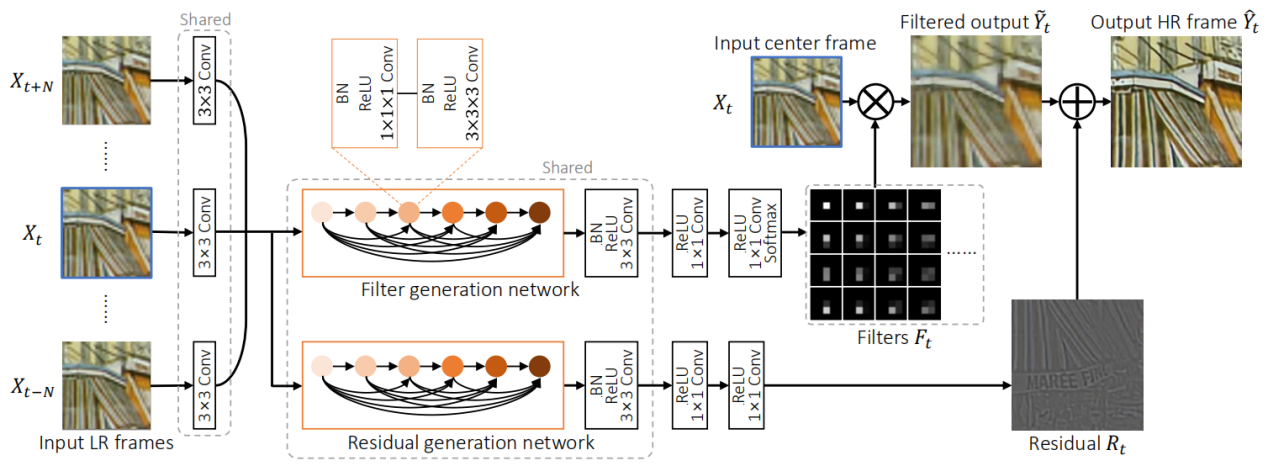 Shared
X_{t+N}
3×3 Conv
X_t
3×3 Conv
X_{t−N}
3×3 Conv
Input LR frames
BN
ReLU
1×1×1 Conv
BN
ReLU
3×3×3 Conv
Shared
Filter generation network
BN
ReLU
3×3 Conv
ReLU
1×1 Conv
ReLU
1×1 Conv
Softmax
Residual generation network
BN
ReLU
3×3 Conv
ReLU
1×1 Conv
ReLU
1×1 Conv
Input center frame
X_t
Filtered output Ỹ_t
Output HR frame Ŷ_t
Filters F_t
MAREE FINE
Residual R_t